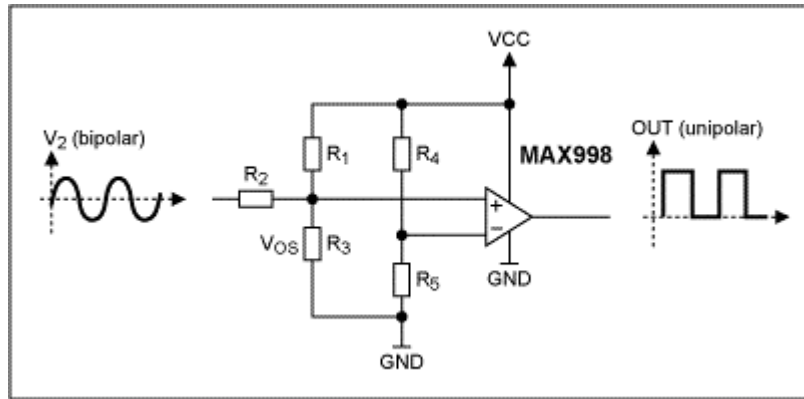 VCC
V2 (bipolar)
OUT (unipolar)
R1
R4
MAX998
R2
+
−
VOS
R3
R5
GND
GND